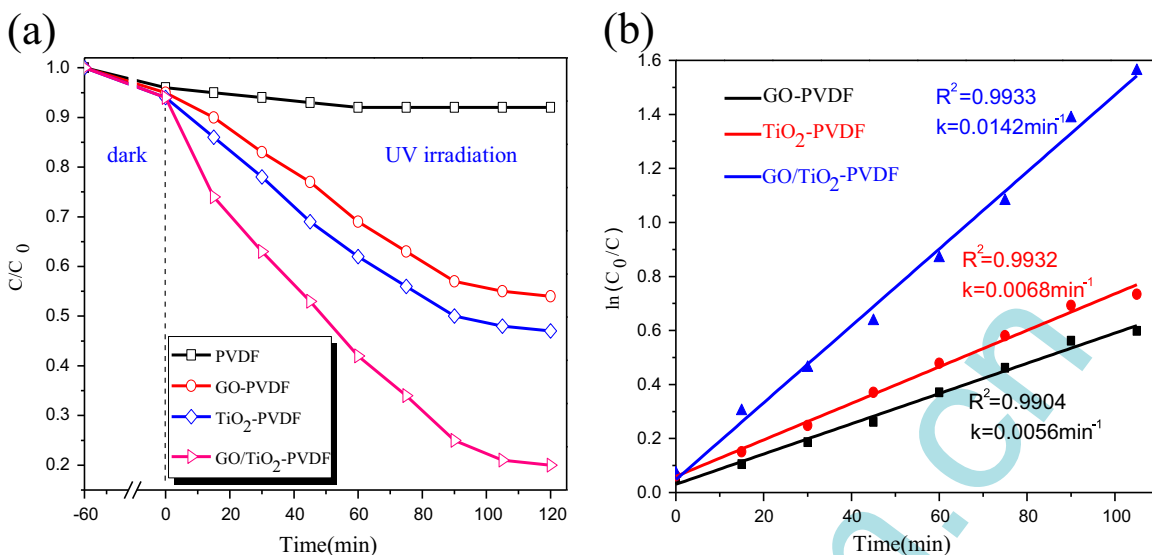 (a)
1.0
0.9
0.8
0.7
0.6
0.5
0.4
0.3
0.2
C/C0
dark
UV irradiation
PVDF
GO-PVDF
TiO2-PVDF
GO/TiO2-PVDF
-60
0
20
40
60
80
100
120
Time(min)
(b)
1.6
1.4
1.2
1.0
0.8
0.6
0.4
0.2
0.0
ln (C0/C)
GO-PVDF
TiO2-PVDF
GO/TiO2-PVDF
R2=0.9933
k=0.0142min-1
R2=0.9932
k=0.0068min-1
R2=0.9904
k=0.0056min-1
0
20
40
60
80
100
Time(min)
.cn